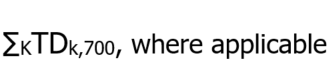 ∑KTDk,700, where applicable